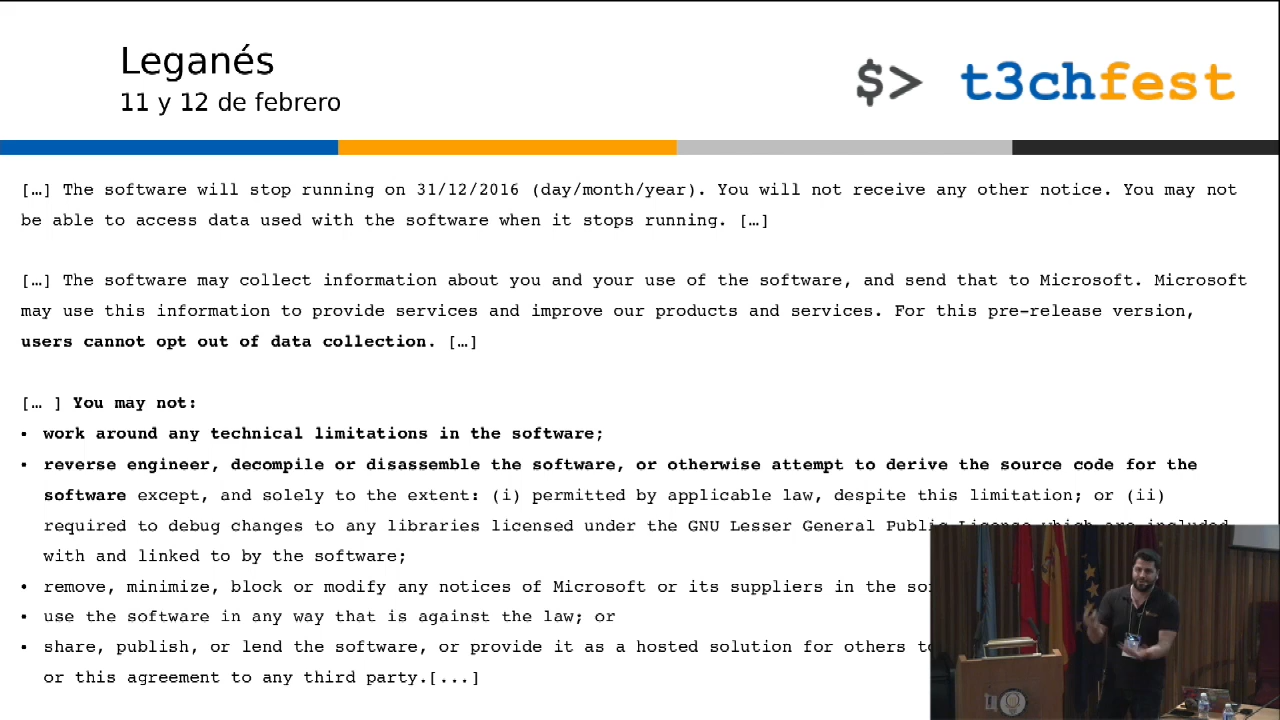 Leganés
11 y 12 de febrero
$> t3chfest
[…] The software will stop running on 31/12/2016 (day/month/year). You will not receive any other notice. You may not
be able to access data used with the software when it stops running. […]
[…] The software may collect information about you and your use of the software, and send that to Microsoft. Microsoft
may use this information to provide services and improve our products and services. For this pre-release version,
users cannot opt out of data collection. […]
[… ] You may not:
▪ work around any technical limitations in the software;
▪ reverse engineer, decompile or disassemble the software, or otherwise attempt to derive the source code for the
software except, and solely to the extent: (i) permitted by applicable law, despite this limitation; or (ii)
required to debug changes to any libraries licensed under the GNU Lesser General Public License which are included
with and linked to by the software;
• remove, minimize, block or modify any notices of Microsoft or its suppliers in the
▪ use the software in any way that is against the law; or
▪ share, publish, or lend the software, or provide it as a hosted solution for others
or this agreement to any third party.[...]